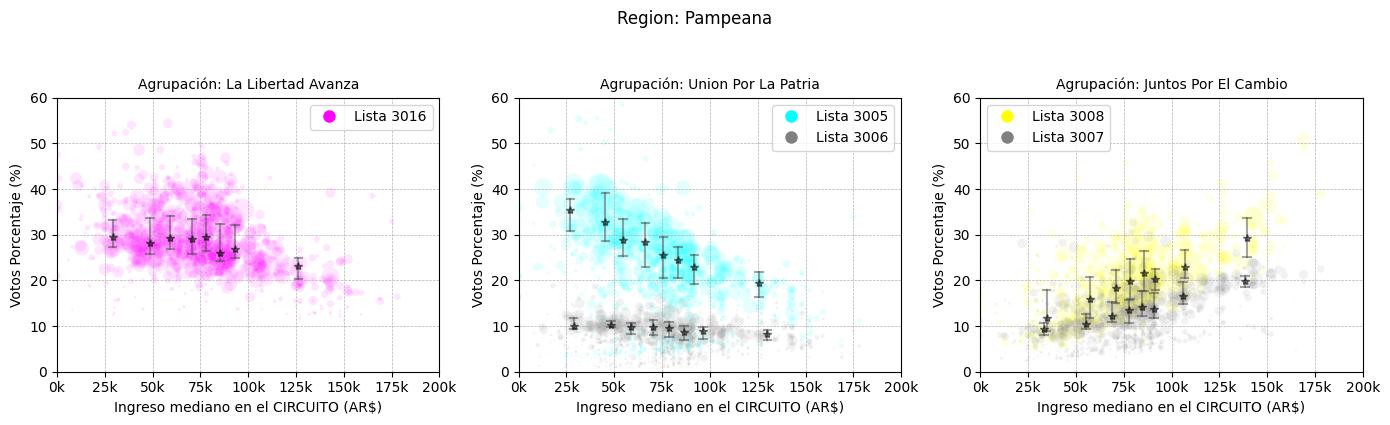 Region: Pampeana
Agrupación: La Libertad Avanza
Lista 3016
Votos Porcentaje (%)
60
50
40
30
20
10
0
0k 25k 50k 75k 100k 125k 150k 175k 200k
Ingreso mediano en el CIRCUITO (AR$)
Agrupación: Union Por La Patria
Lista 3005
Lista 3006
Votos Porcentaje (%)
60
50
40
30
20
10
0
0k 25k 50k 75k 100k 125k 150k 175k 200k
Ingreso mediano en el CIRCUITO (AR$)
Agrupación: Juntos Por El Cambio
Lista 3008
Lista 3007
Votos Porcentaje (%)
60
50
40
30
20
10
0
0k 25k 50k 75k 100k 125k 150k 175k 200k
Ingreso mediano en el CIRCUITO (AR$)